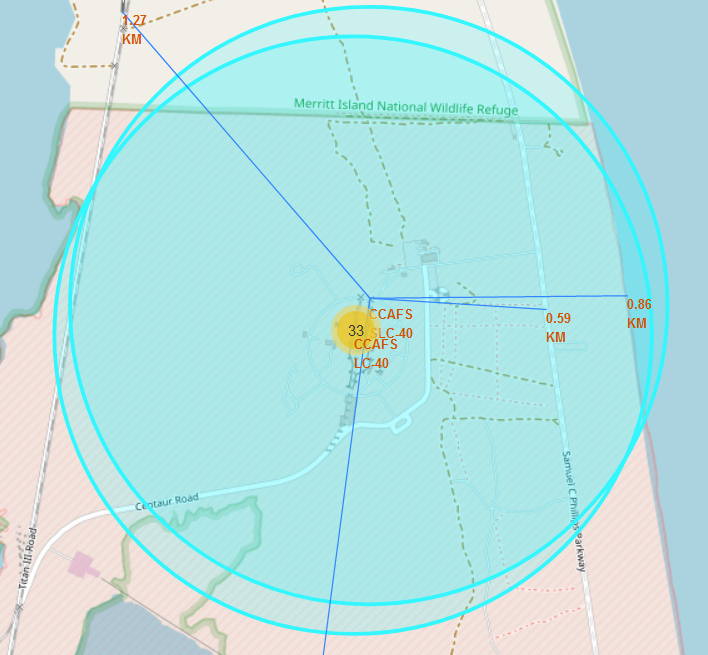 1.27
KM
Merritt Island National Wildlife Refuge
CCAFS
SLC-40
33
CCAFS
LC-40
0.59
KM
0.86
KM
Samuel C Phillips Parkway
Centaur Road
Titan III Road